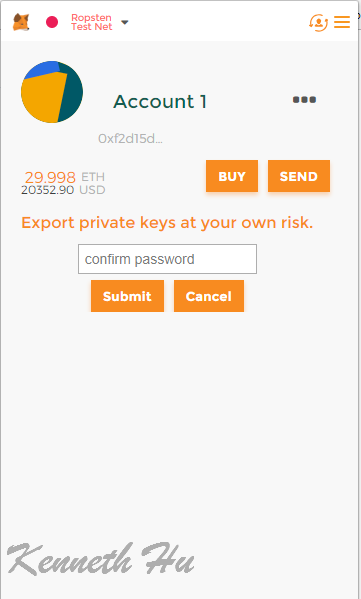 Ropsten
Test Net
Account 1
0xf2d15d...
29.998 ETH
20352.90 USD
BUY
SEND
Export private keys at your own risk.
confirm password
Submit
Cancel
Kenneth Hu